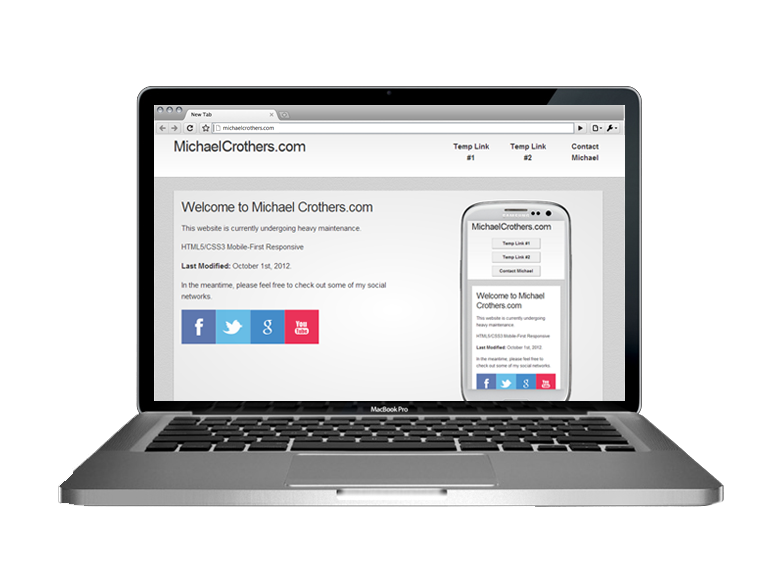 New Tab
michaelcrothers.com
MichaelCrothers.com
Temp Link
#1
Temp Link
#2
Contact
Michael
Welcome to Michael Crothers.com
This website is currently undergoing heavy maintenance.
HTML5/CSS3 Mobile-First Responsive
Last Modified: October 1st, 2012.
In the meantime, please feel free to check out some of my social
networks.
f
g
You
Tube
SAMSUNG
MichaelCrothers.com
Temp Link #1
Temp Link #2
Contact Michael
Welcome to Michael
Crothers.com
This website is currently undergoing
heavy maintenance
HTML5/CSS3 Mobile-First Responsive
Last Modified: October 1st, 2012.
In the meantime, please feel free to
check out some of my social networks
f
g
You
MacBook Pro